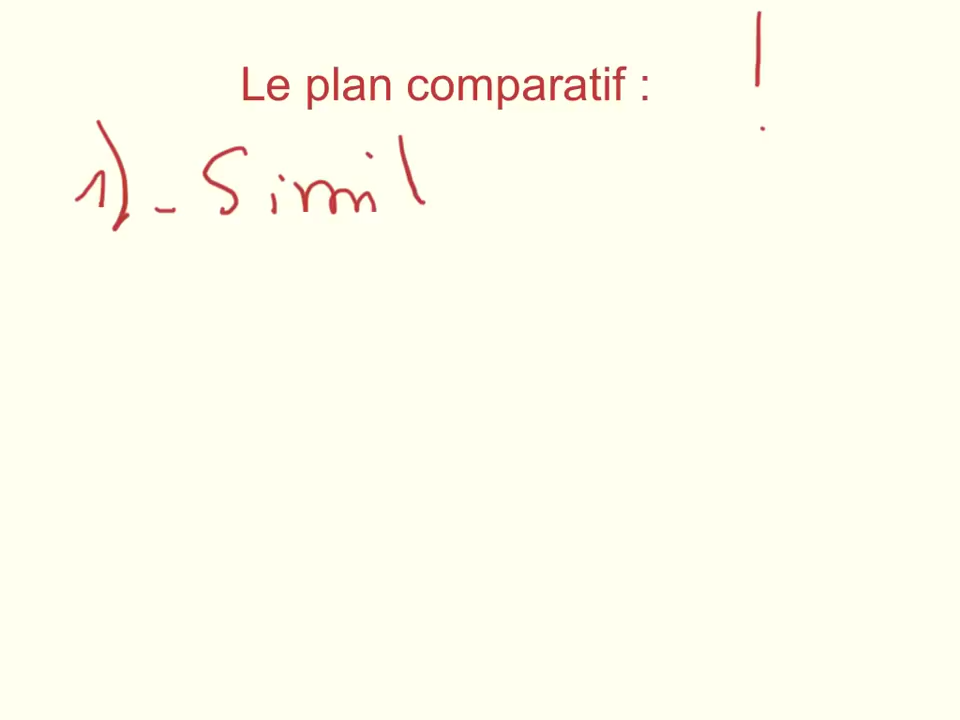 Le plan comparatif : !
1) - Simil